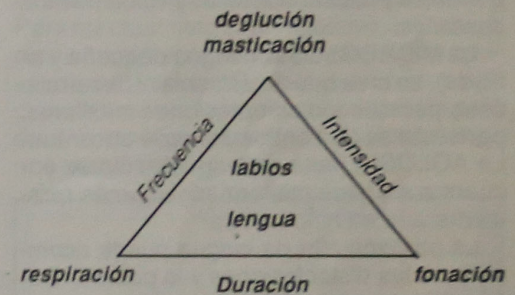 deglución
masticación
Frecuencia
Intensidad
labios
lengua
respiración
Duración
fonación